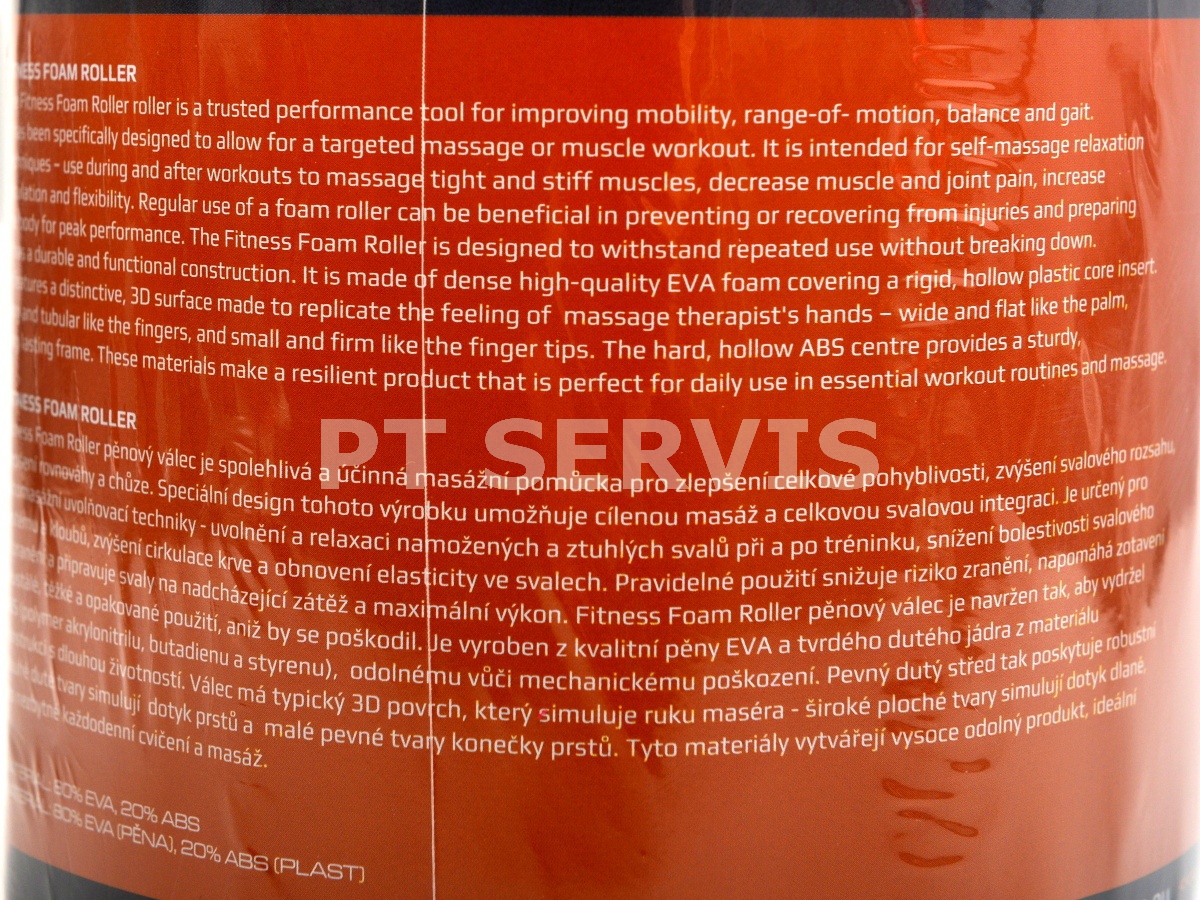 FOAM ROLLER
Fitness Foam Roller roller is a trusted performance tool for improving mobility, range-of- motion, balance and gait.
been specifically designed to allow for a targeted massage or muscle workout. It is intended for self-massage relaxation
– use during and after workouts to massage tight and stiff muscles, decrease muscle and joint pain, increase
and flexibility. Regular use of a foam roller can be beneficial in preventing or recovering from injuries and preparing
body for peak performance. The Fitness Foam Roller is designed to withstand repeated use without breaking down.
a durable and functional construction. It is made of dense high-quality EVA foam covering a rigid, hollow plastic core insert.
a distinctive, 3D surface made to replicate the feeling of massage therapist's hands – wide and flat like the palm,
and tubular like the fingers, and small and firm like the finger tips. The hard, hollow ABS centre provides a sturdy,
lasting frame. These materials make a resilient product that is perfect for daily use in essential workout routines and massage.
FOAM ROLLER
Foam Roller pěnový válec je spolehlivá a účinná masážní pomůcka pro zlepšení celkové pohyblivosti, zvýšení svalového rozsahu,
rovnováhy a chůze. Speciální design tohoto výrobku umožňuje cílenou masáž a celkovou svalovou integraci. Je určený pro
uvolňovací techniky - uvolnění a relaxaci namožených a ztuhlých svalů při a po tréninku, snížení bolestivosti svalového
a kloubů, zvýšení cirkulace krve a obnovení elasticity ve svalech. Pravidelné použití snižuje riziko zranění, napomáhá zotavení
a připravuje svaly na nadcházející zátěž a maximální výkon. Fitness Foam Roller pěnový válec je navržen tak, aby vydržel
těžké a opakované použití, aniž by se poškodil. Je vyroben z kvalitní pěny EVA a tvrdého dutého jádra z materiálu
akrylonitrilu, butadienu a styrenu), odolnému vůči mechanickému poškození. Pevný dutý střed tak poskytuje robustní
s dlouhou životností. Válec má typický 3D povrch, který simuluje ruku maséra - široké ploché tvary simulují dotyk dlaně,
duté tvary simulují dotyk prstů a malé pevné tvary konečky prstů. Tyto materiály vytvářejí vysoce odolný produkt, ideální
každodenní cvičení a masáž.
80% EVA, 20% ABS
80% EVA (PĚNA), 20% ABS (PLAST)
PT SERVIS